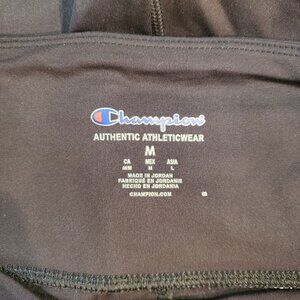 Champion
AUTHENTIC ATHLETICWEAR
M
CA MEX ASIA
M/M M L
MADE IN JORDAN
FABRIQUÉ EN JORDANIE
HECHO EN JORDANIA
CHAMPION.COM